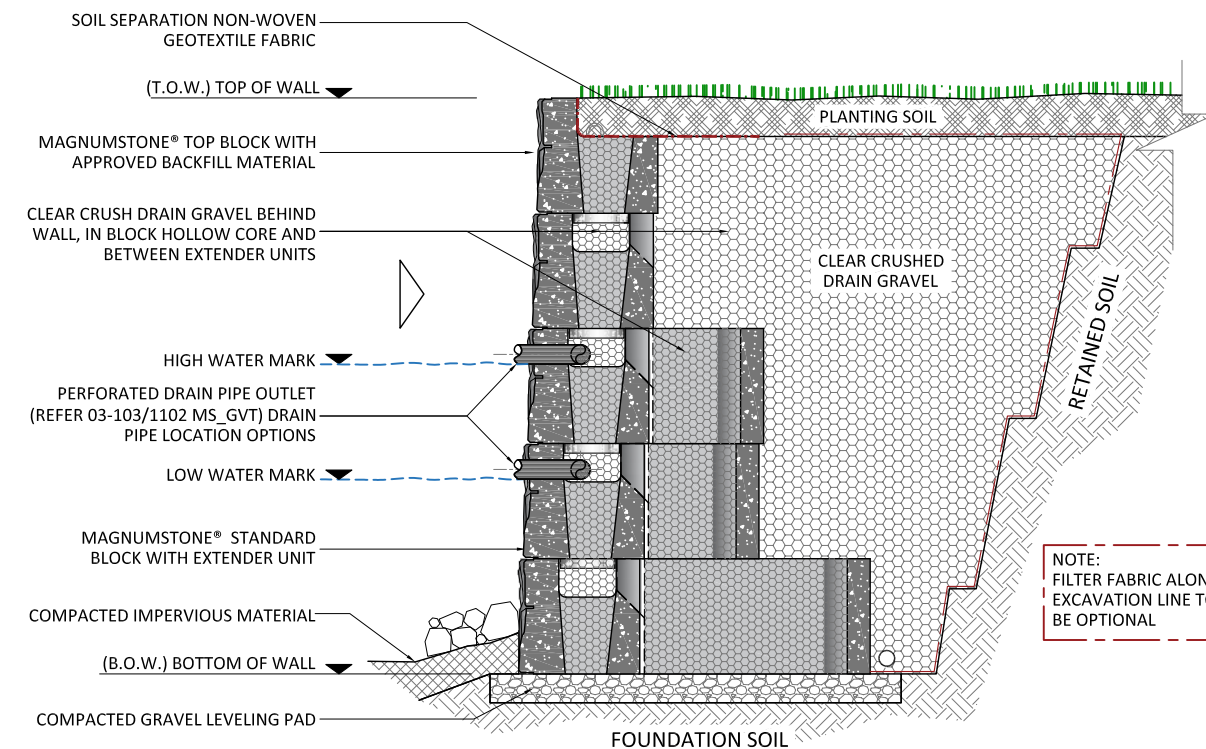 SOIL SEPARATION NON-WOVEN
GEOTEXTILE FABRIC
(T.O.W.) TOP OF WALL
MAGNUMSTONE® TOP BLOCK WITH
APPROVED BACKFILL MATERIAL
CLEAR CRUSH DRAIN GRAVEL BEHIND
WALL, IN BLOCK HOLLOW CORE AND
BETWEEN EXTENDER UNITS
HIGH WATER MARK
PERFORATED DRAIN PIPE OUTLET
(REFER 03-103/1102 MS_GVT) DRAIN
PIPE LOCATION OPTIONS
LOW WATER MARK
MAGNUMSTONE® STANDARD
BLOCK WITH EXTENDER UNIT
COMPACTED IMPERVIOUS MATERIAL
(B.O.W.) BOTTOM OF WALL
COMPACTED GRAVEL LEVELING PAD
PLANTING SOIL
CLEAR CRUSHED
DRAIN GRAVEL
RETAINED SOIL
NOTE:
FILTER FABRIC ALON
EXCAVATION LINE TO
BE OPTIONAL
FOUNDATION SOIL